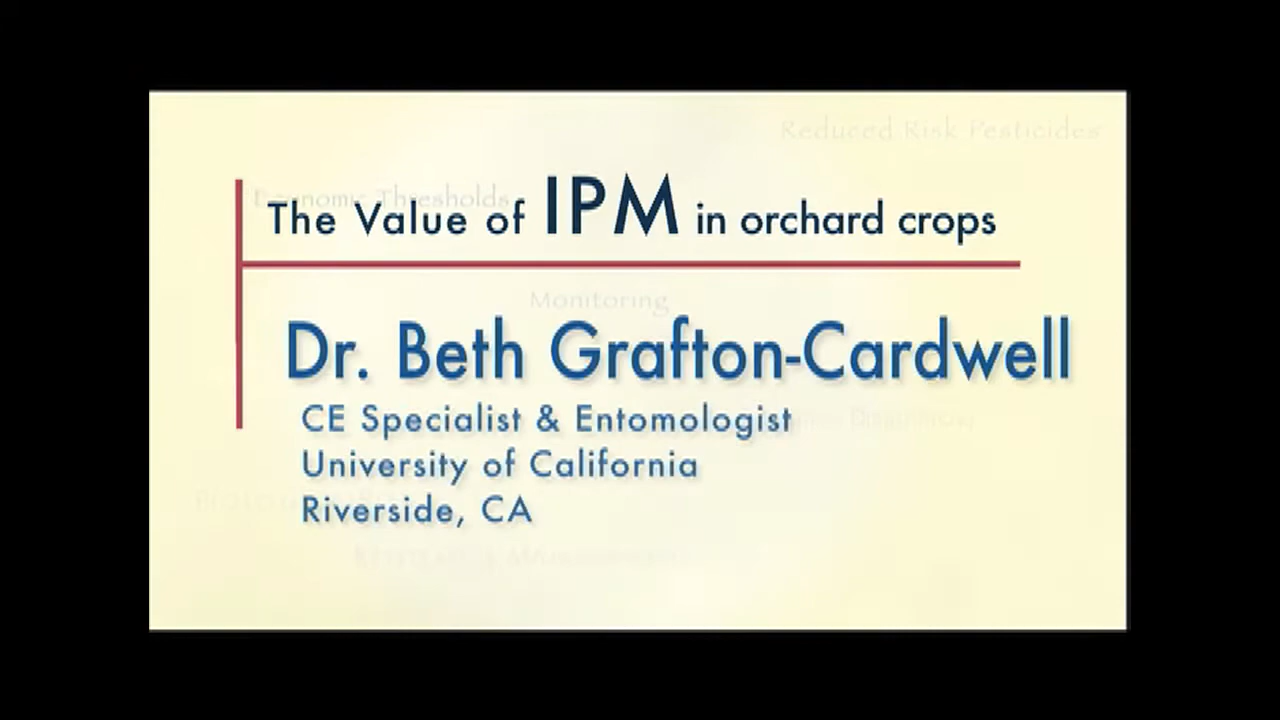 Reduced Risk Pesticides
Economic Thresholds
The Value of IPM in orchard crops
Monitoring
Dr. Beth Grafton-Cardwell
CE Specialist & Entomologist
University of California
Riverside, CA